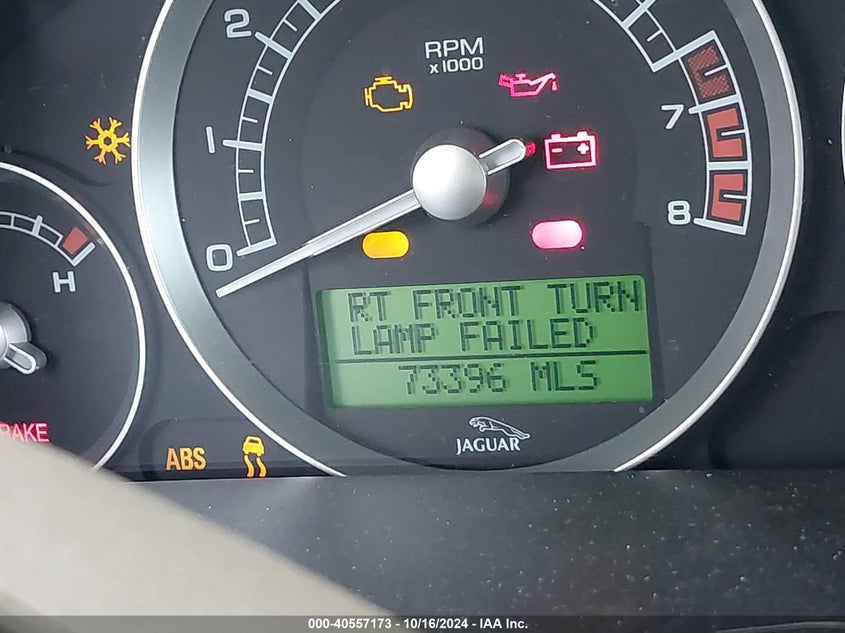 2
RPM
x1000
1
7
8
0
H
RT FRONT TURN
LAMP FAILED
73396 MLS
JAGUAR
ABS
000-40557173 - 10/16/2024 - IAA Inc.